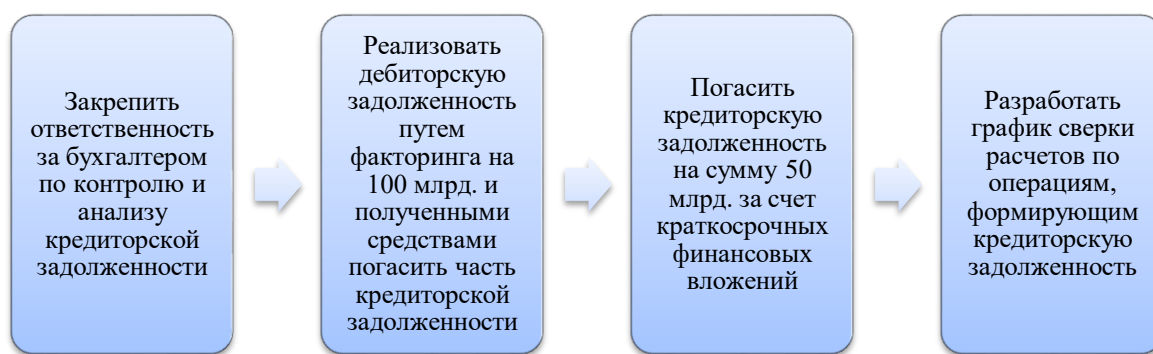 Закрепить
ответственность
за бухгалтером
по контролю и
анализу
кредиторской
задолженности
Реализовать
дебиторскую
задолженность
путем
факторинга на
100 млрд. и
полученными
средствами
погасить часть
кредиторской
задолженности
Погасить
кредиторскую
задолженность
на сумму 50
млрд. за счет
краткосрочных
финансовых
вложений
Разработать
график сверки
расчетов по
операциям,
формирующим
кредиторскую
задолженность